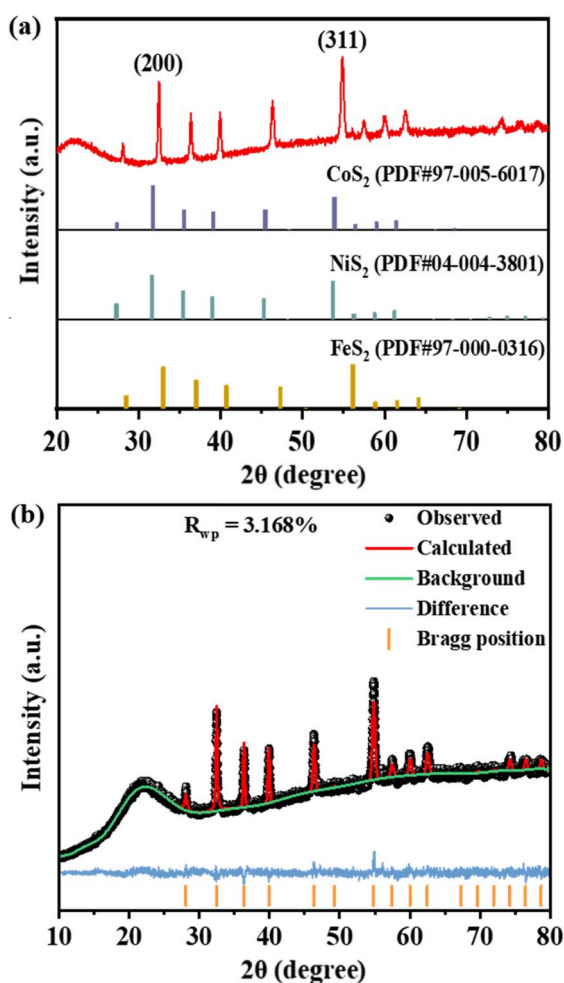 (a)
(200)
(311)
CoS₂ (PDF#97-005-6017)
NiS₂ (PDF#04-004-3801)
FeS₂ (PDF#97-000-0316)
Intensity (a.u.)
20 30 40 50 60 70 80
2θ (degree)
(b)
R_wp = 3.168%
Observed
Calculated
Background
Difference
Bragg position
Intensity (a.u.)
10 20 30 40 50 60 70 80
2θ (degree)